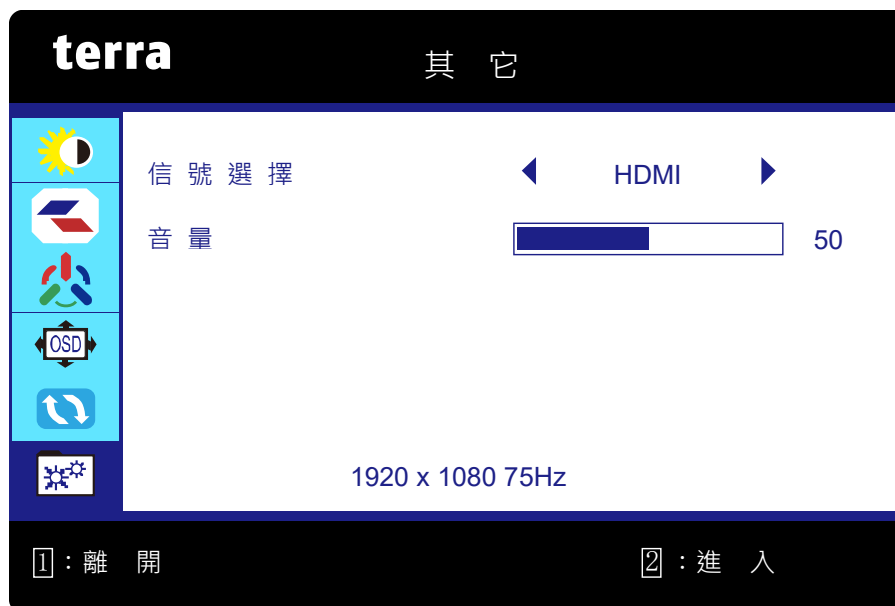 terra
其 它
信 號 選 擇 HDMI
音 量 50
OSD
1920 x 1080 75Hz
1：離 開 2：進 入